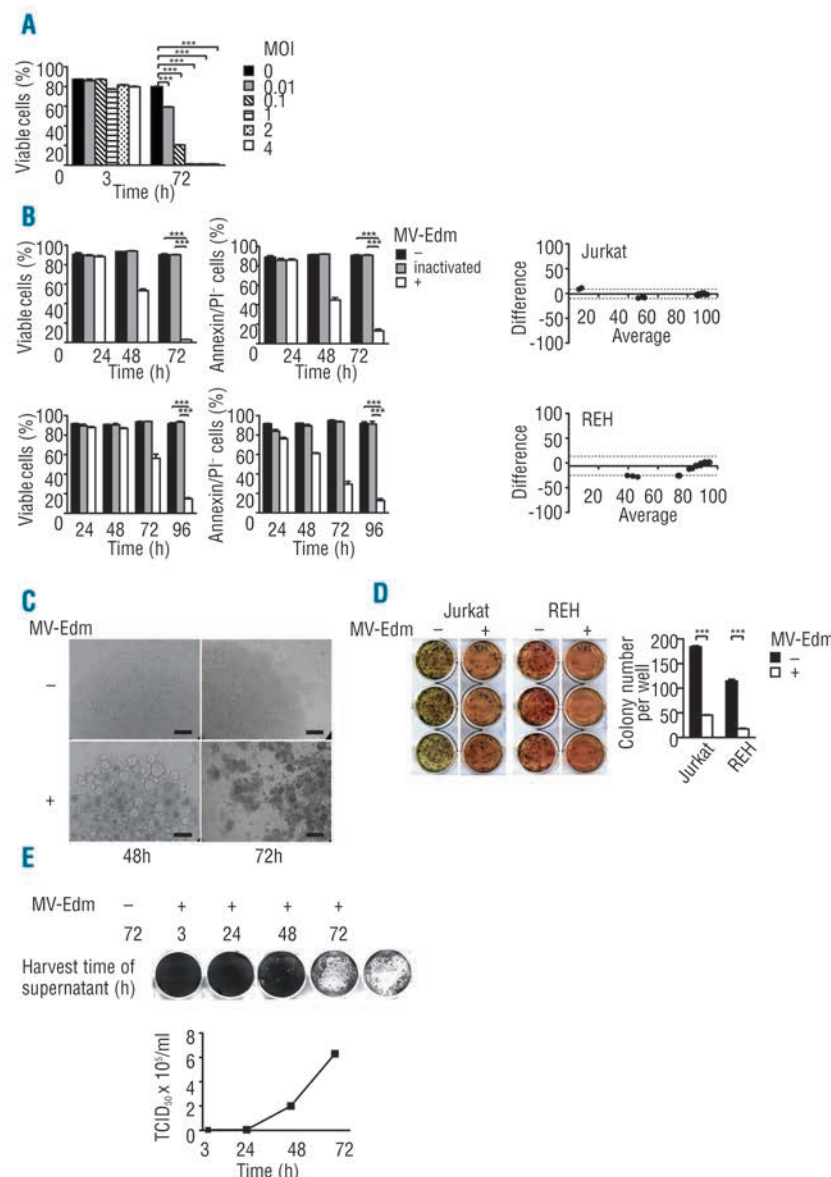 A
MOI
Viable cells (%)
100
80
60
40
20
0
***
***
***
***
***
0
0.01
0.1
1
2
4
3 72
Time (h)
B
Viable cells (%)
100
80
60
40
20
0
***
***
24 48 72
Time (h)
Annexin/PI⁻ cells (%)
100
80
60
40
20
0
***
***
24 48 72
Time (h)
MV-Edm
–
inactivated
+
Jurkat
Difference
100
50
0
-50
-100
20 40 60 80 100
Average
Viable cells (%)
100
80
60
40
20
0
***
***
24 48 72 96
Time (h)
Annexin/PI⁻ cells (%)
100
80
60
40
20
0
***
***
24 48 72 96
Time (h)
REH
Difference
100
50
0
-50
-100
20 40 60 80 100
Average
C
MV-Edm
–
+
48h 72h
D
Jurkat REH
MV-Edm – + – +
Colony number
per well
200
150
100
50
0
*** ***
Jurkat REH
MV-Edm
–
+
E
MV-Edm – + + + +
72 3 24 48 72
Harvest time of
supernatant (h)
TCID₅₀ x 10⁵/ml
8
6
4
2
0
3 24 48 72
Time (h)